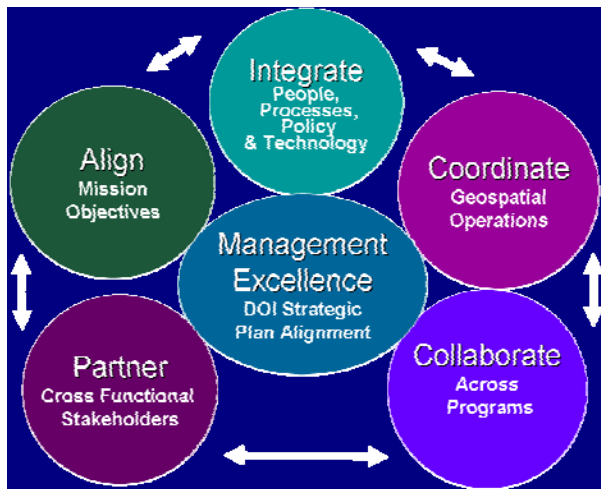 Integrate
People,
Processes,
Policy
& Technology
Align
Mission
Objectives
Coordinate
Geospatial
Operations
Management
Excellence
DOI Strategic
Plan Alignment
Partner
Cross Functional
Stakeholders
Collaborate
Across
Programs